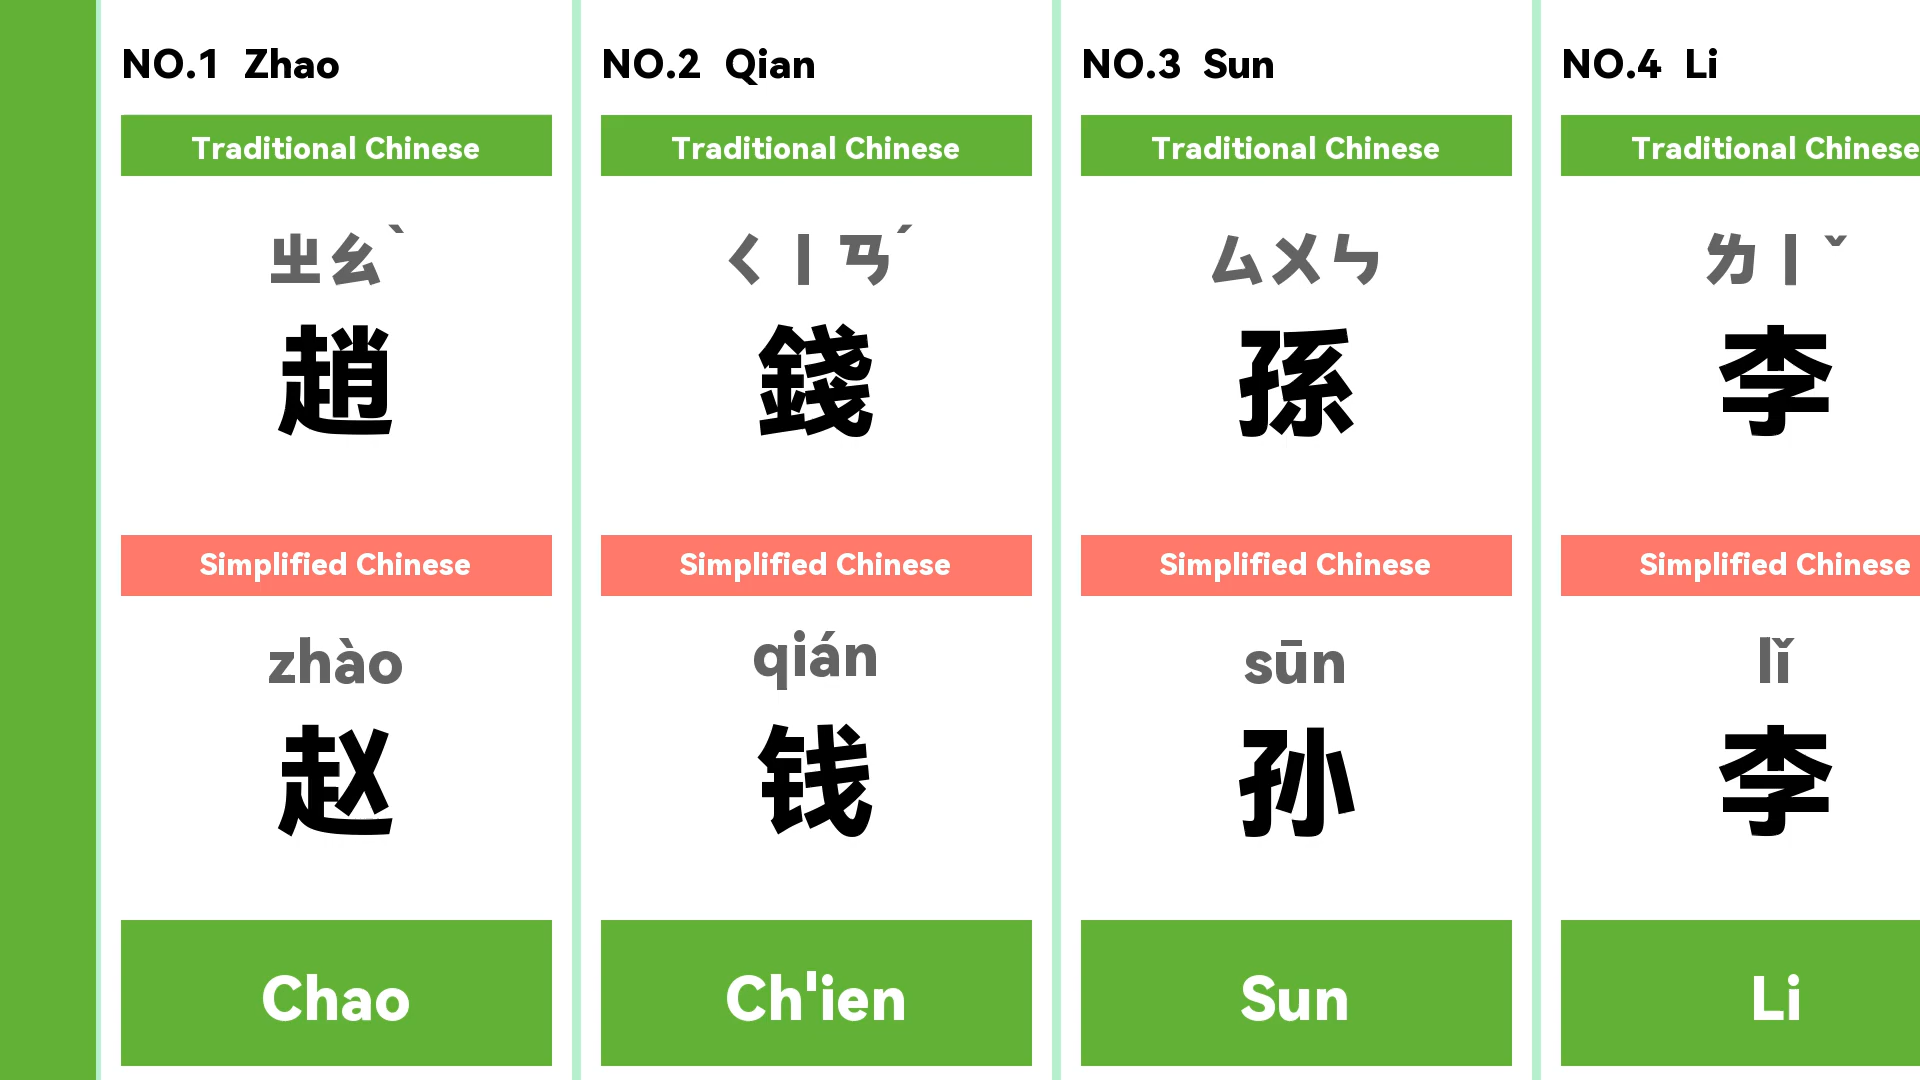 NO.1 Zhao
Traditional Chinese
ㄓㄠˋ
趙
Simplified Chinese
zhào
赵
Chao
NO.2 Qian
Traditional Chinese
ㄑㄧㄢˊ
錢
Simplified Chinese
qián
钱
Ch'ien
NO.3 Sun
Traditional Chinese
ㄙㄨㄣ
孫
Simplified Chinese
sūn
孙
Sun
NO.4 Li
Traditional Chinese
ㄌㄧˇ
李
Simplified Chinese
lǐ
李
Li